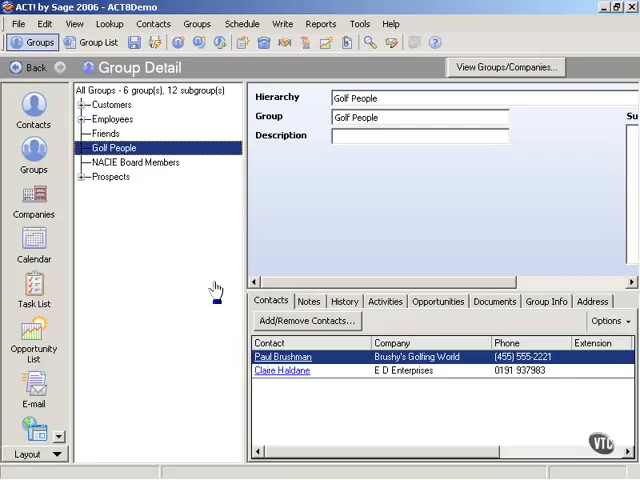 ACT! by Sage 2006 - ACT8Demo
File Edit View Lookup Contacts Groups Schedule Write Reports Tools Help
Groups Group List
Back Group Detail View Groups/Companies...
Contacts
Groups
Companies
Calendar
Task List
Opportunity
List
E-mail
Layout
All Groups - 6 group(s), 12 subgroup(s)
Customers
Employees
Friends
Golf People
NACIE Board Members
Prospects
Hierarchy Golf People
Group Golf People
Description
Su
Contacts Notes History Activities Opportunities Documents Group Info Address
Add/Remove Contacts... Options
Contact Company Phone Extension
Paul Brushman Brushy's Golfing World (455) 555-2221
Claire Haldane E D Enterprises 0191 937983
VTC